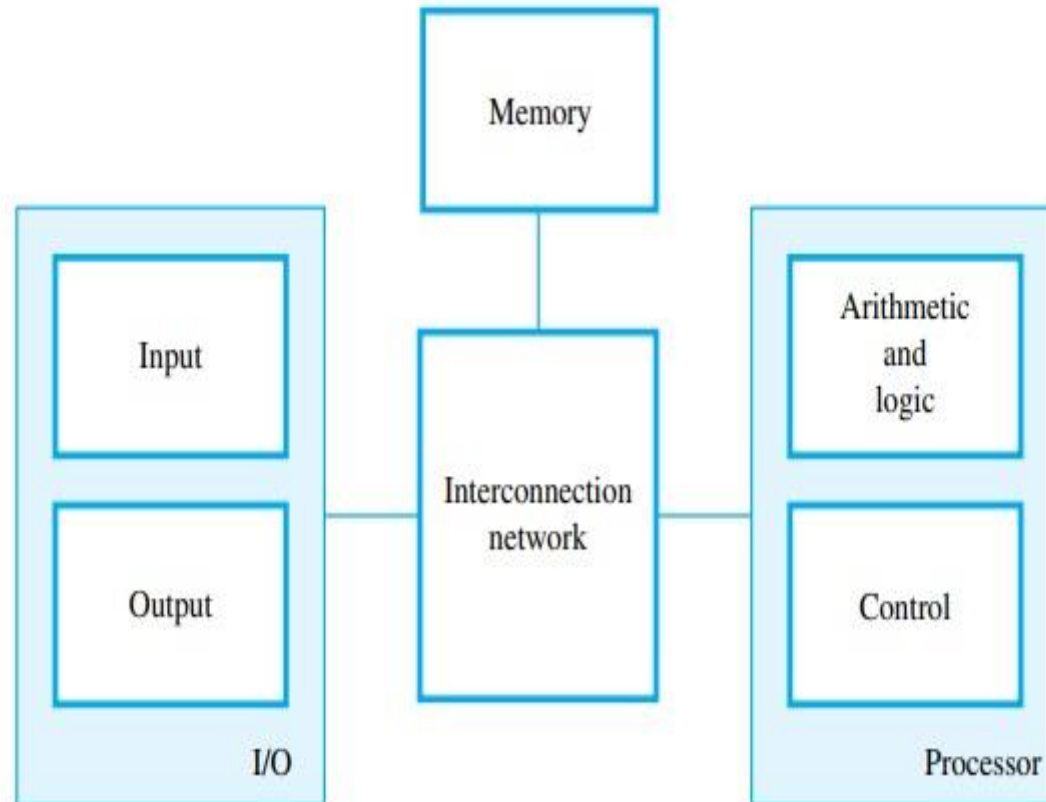 Memory
Input
Output
I/O
Interconnection
network
Arithmetic
and
logic
Control
Processor